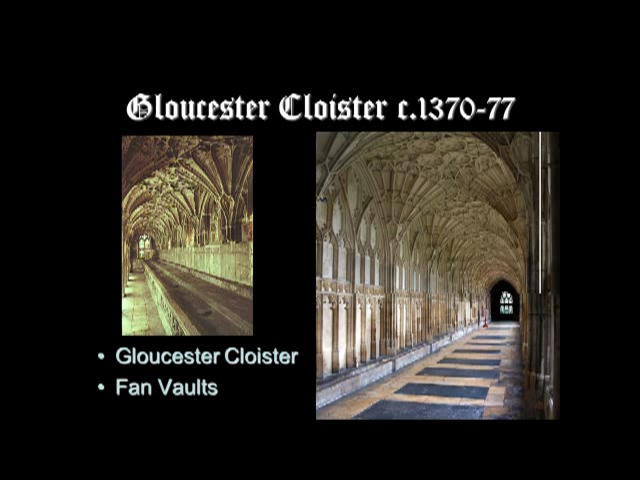 Gloucester Cloister c.1370-77
• Gloucester Cloister
• Fan Vaults